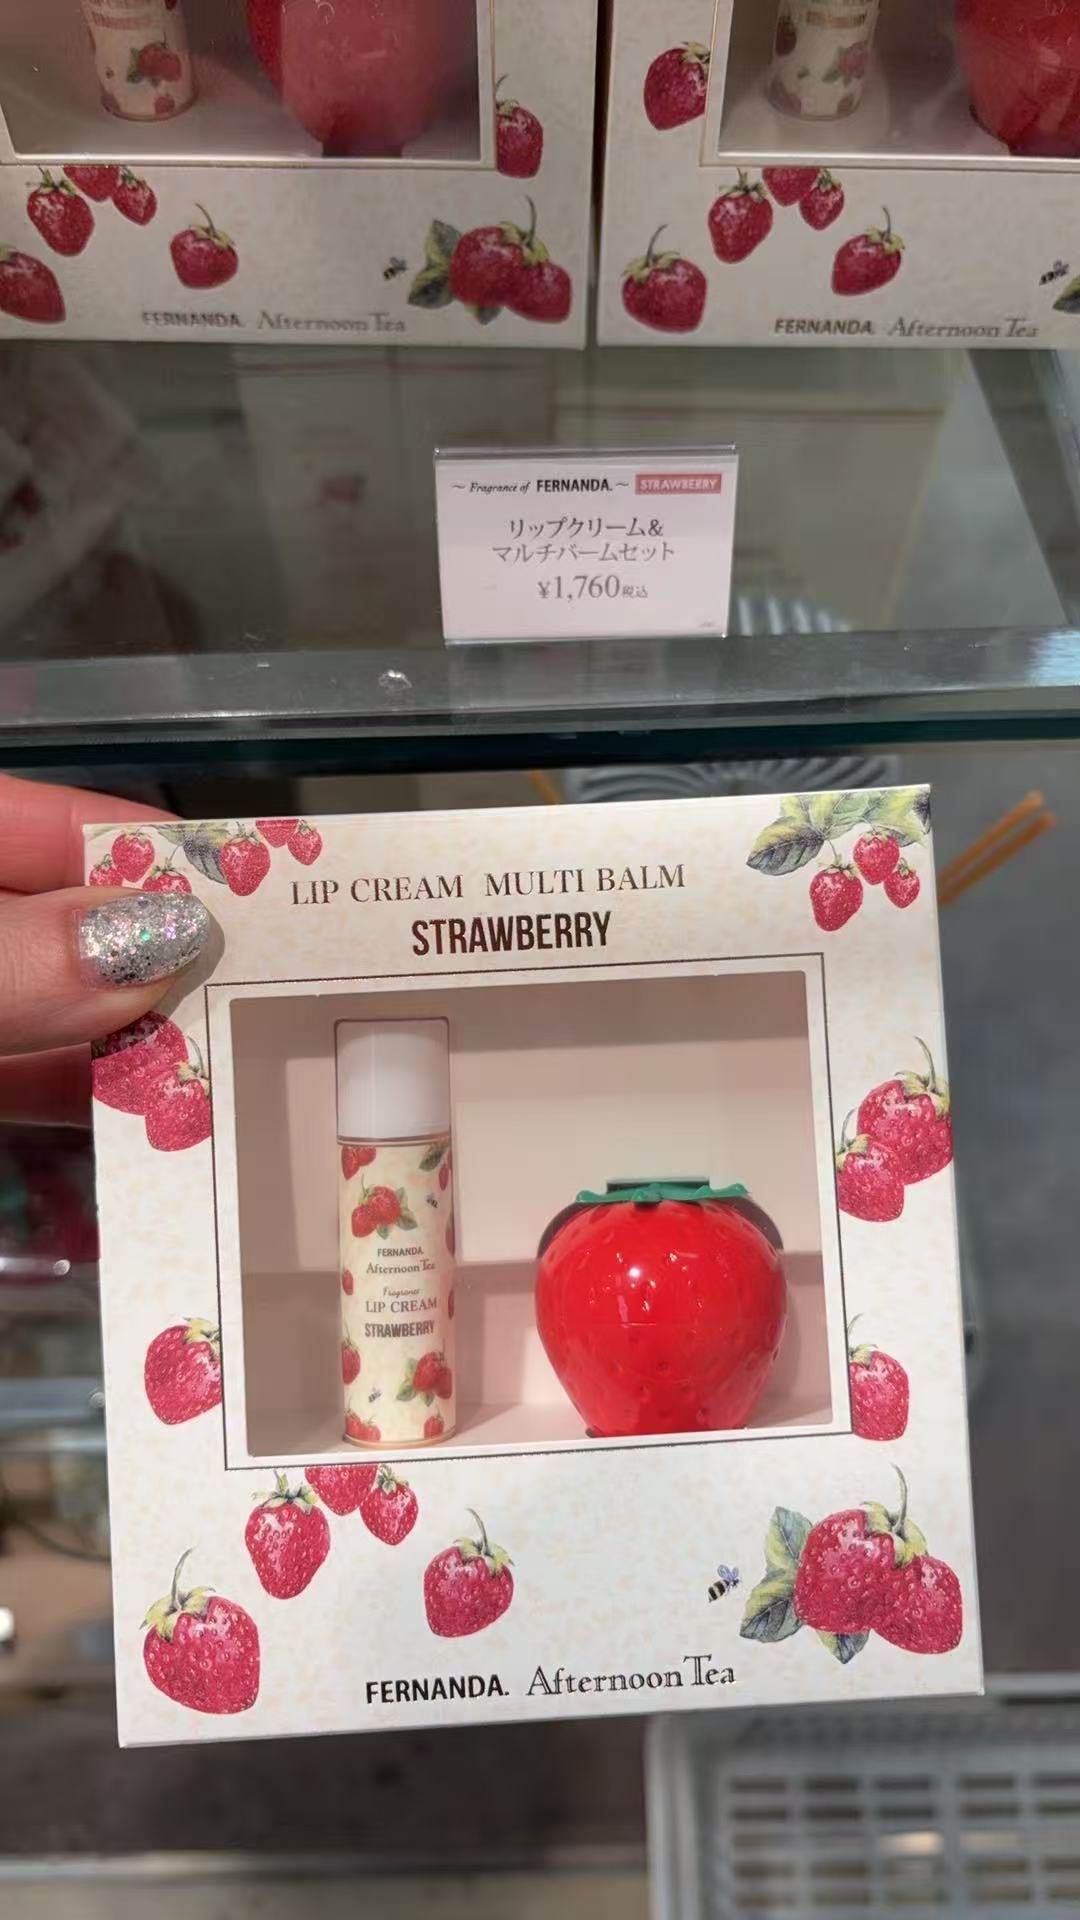 FERNANDA. Afternoon Tea
FERNANDA. Afternoon Tea
~ Fragrance of FERNANDA. ~ STRAWBERRY
リップクリーム&
マルチバームセット
¥1,760税込
LIP CREAM MULTI BALM
STRAWBERRY
FERNANDA.
Afternoon Tea
Fragrance
LIP CREAM
STRAWBERRY
FERNANDA. Afternoon Tea